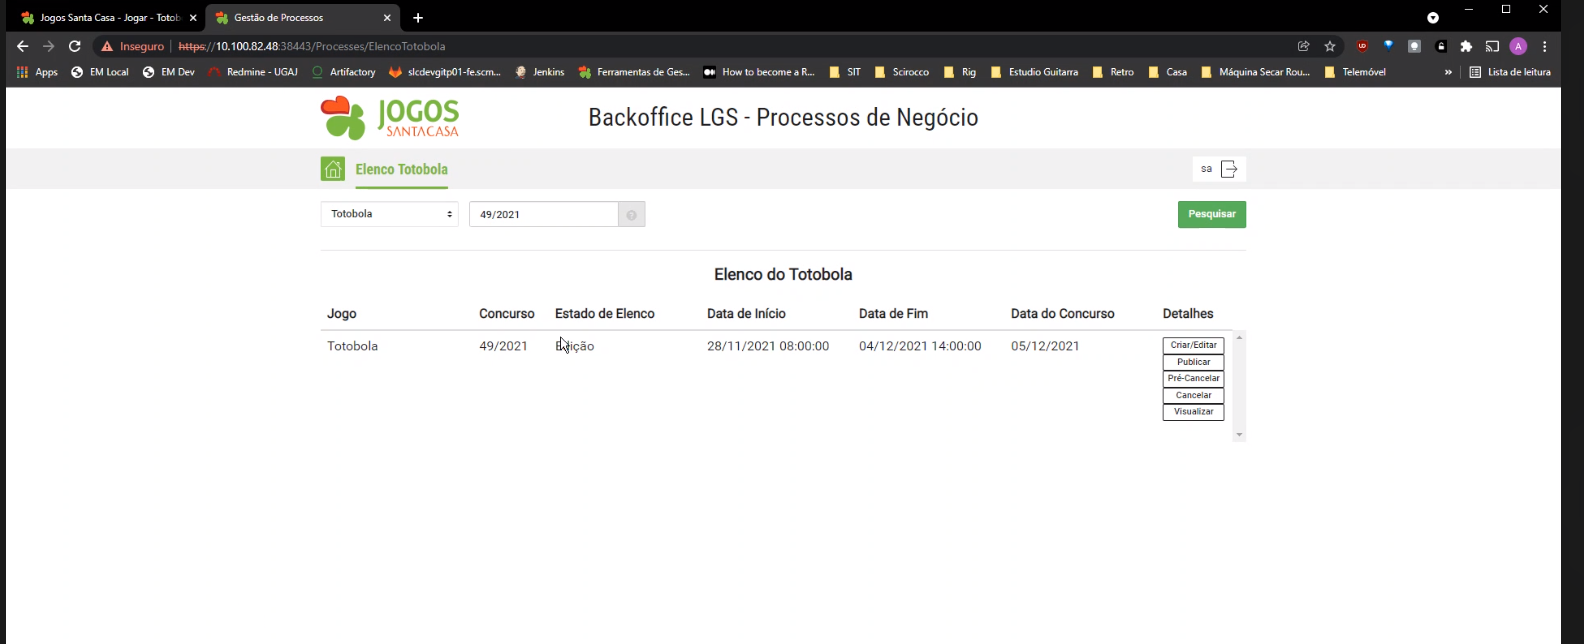 Jogos Santa Casa - Jogar - Totob
Gestão de Processos
Inseguro
https://10.100.82.48:38443/Processes/ElencoTotobola
A
Apps
EM Local
EM Dev
Redmine - UGAJ
Artifactory
slcdevgitp01-fe.scm...
Jenkins
Ferramentas de Ges...
How to become a R...
SIT
Scirocco
Rig
Estudio Guitarra
Retro
Casa
Máquina Secar Rou...
Telemóvel
»
Lista de leitura
JOGOS
SANTACASA
Backoffice LGS - Processos de Negócio
Elenco Totobola
sa
Totobola
49/2021
Pesquisar
Elenco do Totobola
Jogo Concurso Estado de Elenco Data de Início Data de Fim Data do Concurso Detalhes
Totobola 49/2021 Edição 28/11/2021 08:00:00 04/12/2021 14:00:00 05/12/2021
Criar/Editar
Publicar
Pré-Cancelar
Cancelar
Visualizar